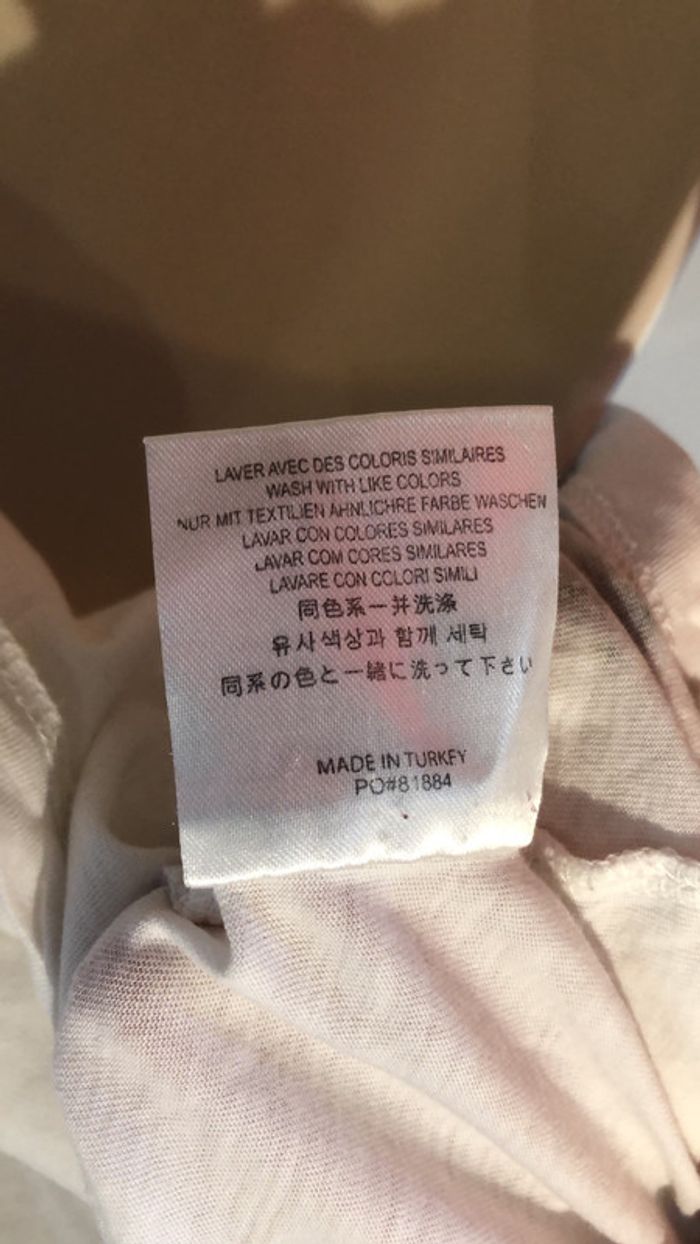 LAVER AVEC DES COLORIS SIMILAIRES
WASH WITH LIKE COLORS
NUR MIT TEXTILIEN ÄHNLICHRE FARBE WASCHEN
LAVAR CON COLORES SIMILARES
LAVAR COM CORES SIMILARES
LAVARE CON COLORI SIMILI
同色系一并洗涤
유사색상과 함께 세탁
同系の色と一緒に洗って下さい
MADE IN TURKEY
PO#81884